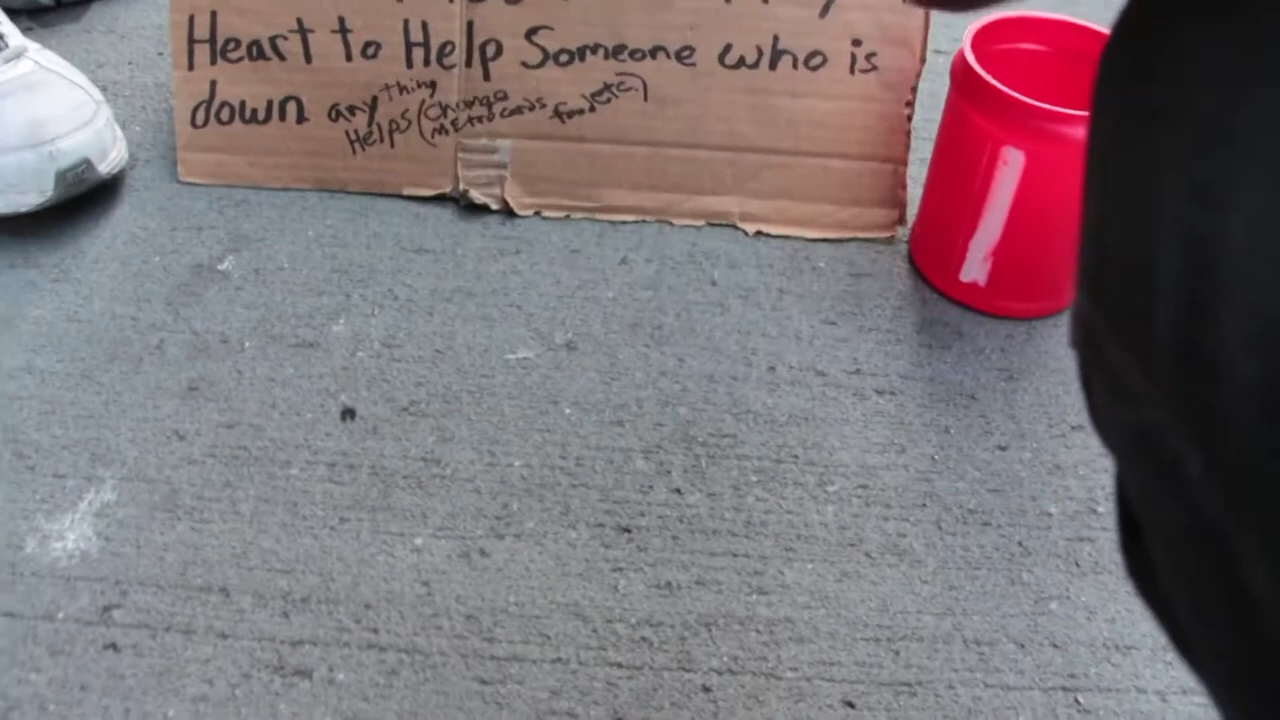 Heart to Help Someone who is
down anything
Helps (Change
Metrocards food etc.)